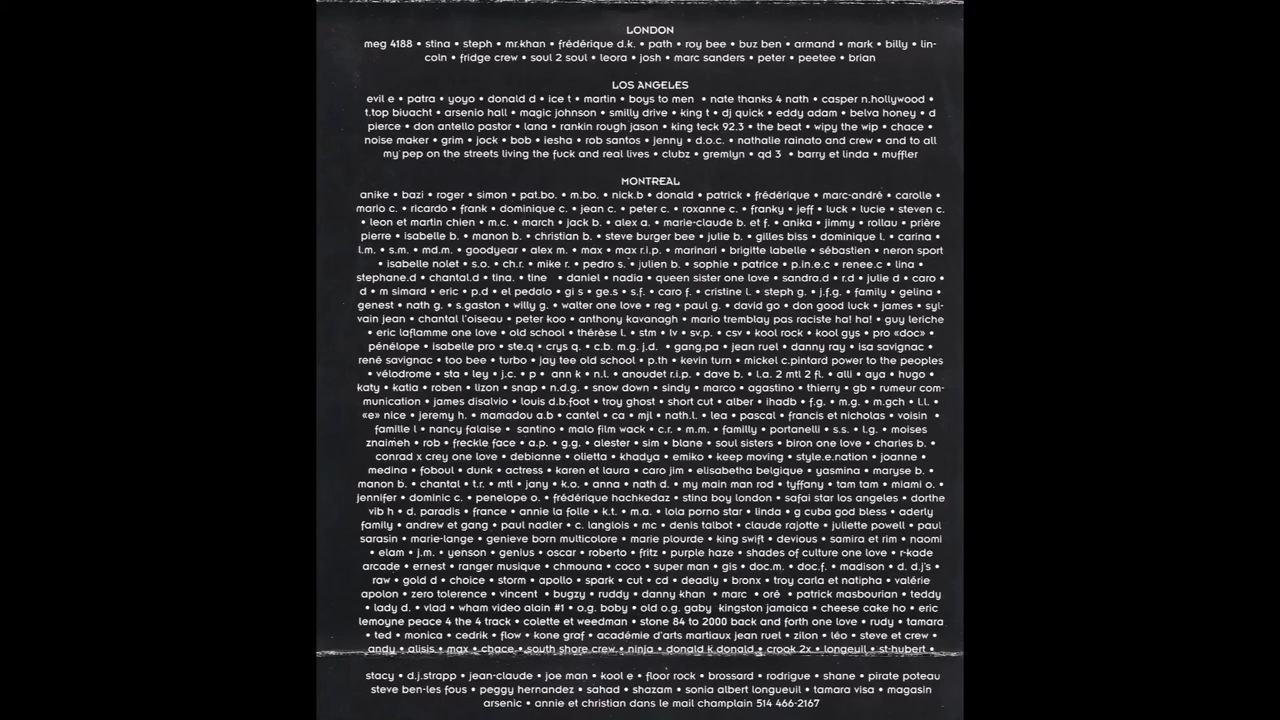 LONDON
meg 4188 • stina • steph • mr.khan • frédérique d.k. • path • roy bee • buz ben • armand • mark • billy • lin-
coln • fridge crew • soul 2 soul • leora • josh • marc sanders • peter • peetee • brian
LOS ANGELES
evil e • patra • yoyo • donald d • ice t • martin • boys to men • nate thanks 4 nath • casper n.hollywood •
t.top bivacht • arsenio hall • magic johnson • smilly drive • king t • dj quick • eddy adam • belva honey • d
pierce • don antello pastor • lana • rankin rough jason • king teck 92.3 • the beat • wipy the wip • chace •
noise maker • grim • jock • bob • iesha • rob santos • jenny • d.o.c. • nathalie rainato and crew • and to all
my pep on the streets living the fuck and real lives • clubz • gremlyn • qd 3 • barry et linda • muffler
MONTREAL
anike • bazi • roger • simon • pat.bo. • m.bo. • nick.b • donald • patrick • frédérique • marc-andré • carolle •
mario c. • ricardo • frank • dominique c. • jean c. • peter c. • roxanne c. • franky • jeff • luck • lucie • steven c.
• leon et martin chien • m.c. • march • jack b. • alex a. • marie-claude b. et f. • anika • jimmy • rollau • prière
pierre • isabelle b. • manon b. • christian b. • steve burger bee • julie b. • gilles biss • dominique l. • carina •
l.m. • s.m. • md.m. • goodyear • alex m. • max • max r.i.p. • marinari • brigitte labelle • sébastien • neron sport
• isabelle nolet • s.o. • ch.r. • mike r. • pedro s. • julien b. • sophie • patrice • p.in.e.c • renee.c • lina •
stephane.d • chantal.d • tina. • tine • daniel • nadia • queen sister one love • sandra.d • r.d • julie d • caro •
d • m simard • eric • p.d • el pedalo • gi s • ge.s • s.f. • caro f. • cristine l. • steph g. • j.f.g. • family • gelina •
genest • nath g. • s.gaston • willy g. • walter one love • reg • paul g. • david go • don good luck • james • syl-
vain jean • chantal l'oiseau • peter koo • anthony kavanagh • mario tremblay pas raciste ha! ha! • guy leriche
• eric laflamme one love • old school • thérèse l. • stm • lv • sv.p. • csv • kool rock • kool gys • pro «doc» •
pénélope • isabelle pro • ste.q • crys q. • c.b. m.g. j.d. • gang.pa • jean ruel • danny ray • isa savignac •
rené savignac • too bee • turbo • jay tee old school • p.th • kevin turn • mickel c.pintard power to the peoples
• vélodrome • sta • ley • j.c. • p • ann k • n.l. • anoudet r.i.p. • dave b. • l.a. 2 mtl 2 fl. • alli • aya • hugo •
katy • katia • roben • lizon • snap • n.d.g. • snow down • sindy • marco • agastino • thierry • gb • rumeur com-
munication • james disalvio • louis d.b.foot • troy ghost • short cut • alber • ihadb • f.g. • m.g. • m.gch • l.l. •
«e» nice • jeremy h. • mamadou a.b • cantel • ca • mjl • nath.l. • lea • pascal • francis et nicholas • voisin •
famille l • nancy falaise • santino • malo film wack • c.r. • m.m. • familly • portanelli • s.s. • l.g. • moises
znaimeh • rob • freckle face • a.p. • g.g. • alester • sim • blane • soul sisters • biron one love • charles b. •
conrad x crey one love • debianne • olietta • khadya • emiko • keep moving • style.e.nation • joanne •
medina • foboul • dunk • actress • karen et laura • caro jim • elisabetha belgique • yasmina • maryse b. •
manon b. • chantal • t.r. • mtl • jany • k.o. • anna • nath d. • my main man rod • tyffany • tam tam • miami o. •
jennifer • dominic c. • penelope o. • frédérique hachkedaz • stina boy london • safai star los angeles • dorthe
vib h • d. paradis • france • annie la folle • k.t. • m.a. • lola porno star • linda • g cuba god bless • aderly
family • andrew et gang • paul nadler • c. langlois • mc • denis talbot • claude rajotte • juliette powell • paul
sarasin • marie-lange • genieve born multicolore • marie plourde • king swift • devious • samira et rim • naomi
• elam • j.m. • yenson • genius • oscar • roberto • fritz • purple haze • shades of culture one love • r-kade
arcade • ernest • ranger musique • chmouna • coco • super man • gis • doc.m. • doc.f. • madison • d. d.j's •
raw • gold d • choice • storm • apollo • spark • cut • cd • deadly • bronx • troy carla et natipha • valérie
apolon • zero tolerence • vincent • bugzy • ruddy • danny khan • marc • oré • patrick masbourian • teddy
• lady d. • vlad • wham video alain #1 • o.g. boby • old o.g. gaby kingston jamaica • cheese cake ho • eric
lemoyne peace 4 the 4 track • colette et weedman • stone 84 to 2000 back and forth one love • rudy • tamara
• ted • monica • cedrik • flow • kone graf • académie d'arts martiaux jean ruel • zilon • léo • steve et crew •
andy • alisis • max • chace • south shore crew • ninja • donald k donald • crook 2x • longeuil • st-hubert •
stacy • d.j.strapp • jean-claude • joe man • kool e • floor rock • brossard • rodrigue • shane • pirate poteau
steve ben-les fous • peggy hernandez • sahad • shazam • sonia albert longueuil • tamara visa • magasin
arsenic • annie et christian dans le mail champlain 514 466-2167